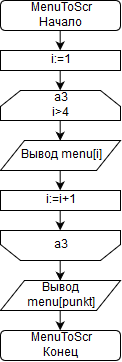 MenuToScr
Начало
i:=1
a3
i>4
Вывод menu[i]
i:=i+1
a3
Вывод
menu[punkt]
MenuToScr
Конец